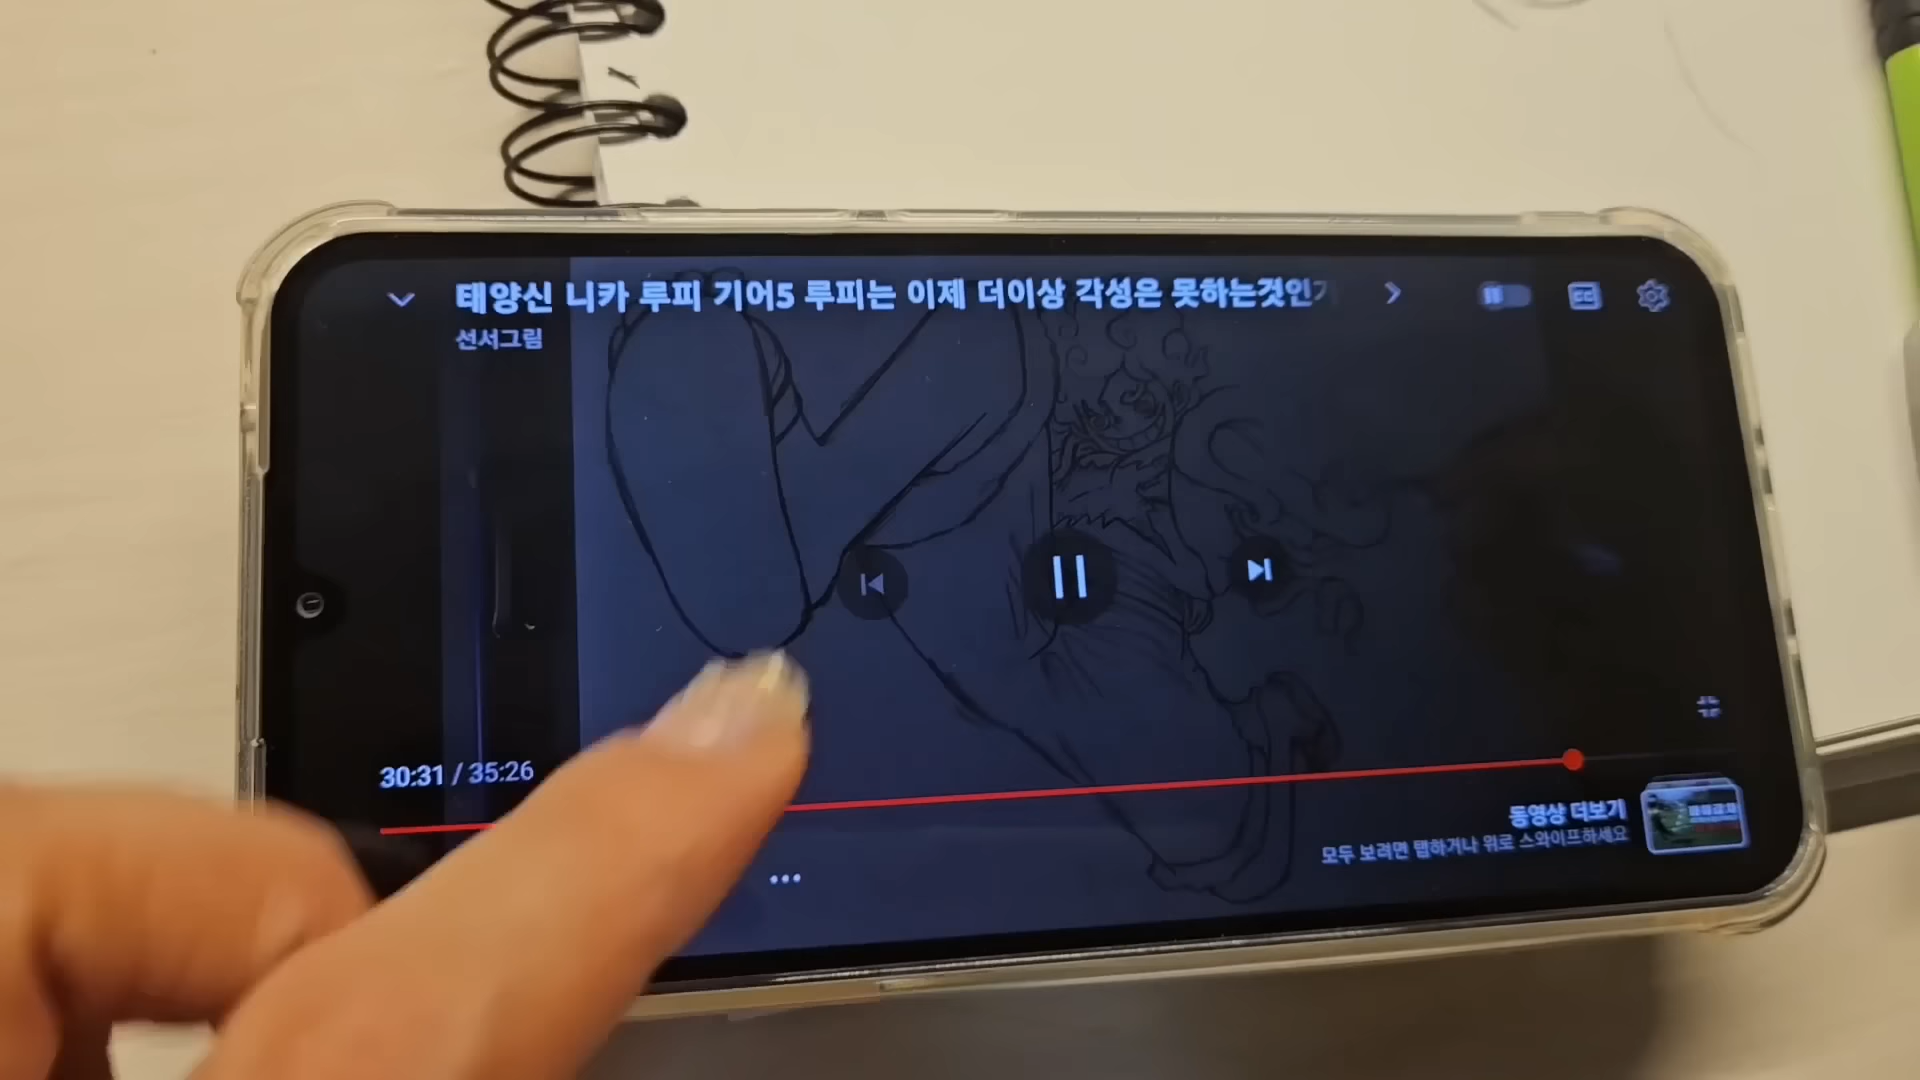 태양신 니카 루피 기어5 루피는 이제 더이상 각성은 못하는것인가
선서그림
CC
30:31 / 35:26
동영상 더보기
모두 보려면 탭하거나 위로 스와이프하세요